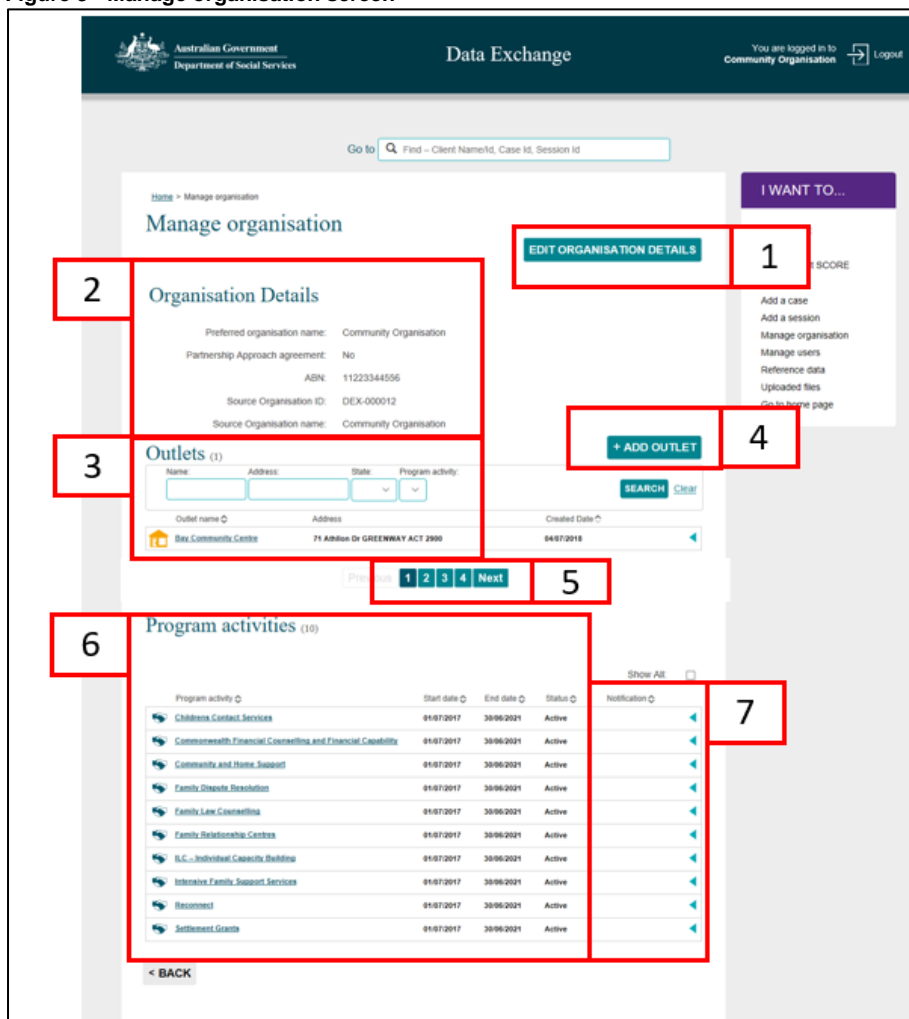 Figure 3 - Manage organisation screen
Australian Government
Department of Social Services
Data Exchange
You are logged in to
Community Organisation
Logout
Go to
Find – Client Name/Id, Case Id, Session Id
Home > Manage organisation
Manage organisation
EDIT ORGANISATION DETAILS
1
I WANT TO...
SCORE
Add a case
Add a session
Manage organisation
Manage users
Reference data
Uploaded files
Go to home page
2
Organisation Details
Preferred organisation name: Community Organisation
Partnership Approach agreement: No
ABN: 11223344556
Source Organisation ID: DEX-000012
Source Organisation name: Community Organisation
+ ADD OUTLET
4
3
Outlets (1)
Name: Address: State: Program activity:
SEARCH Clear
Outlet name Address Created Date
Bay Community Centre 71 Athllon Dr GREENWAY ACT 2900 04/07/2018
Previous 1 2 3 4 Next
5
6
Program activities (10)
Show All:
7
Program activity Start date End date Status Notification
Childrens Contact Services 01/07/2017 30/06/2021 Active
Commonwealth Financial Counselling and Financial Capability 01/07/2017 30/06/2021 Active
Community and Home Support 01/07/2017 30/06/2021 Active
Family Dispute Resolution 01/07/2017 30/06/2021 Active
Family Law Counselling 01/07/2017 30/06/2021 Active
Family Relationship Centres 01/07/2017 30/06/2021 Active
ILC – Individual Capacity Building 01/07/2017 30/06/2021 Active
Intensive Family Support Services 01/07/2017 30/06/2021 Active
Reconnect 01/07/2017 30/06/2021 Active
Settlement Grants 01/07/2017 30/06/2021 Active
< BACK